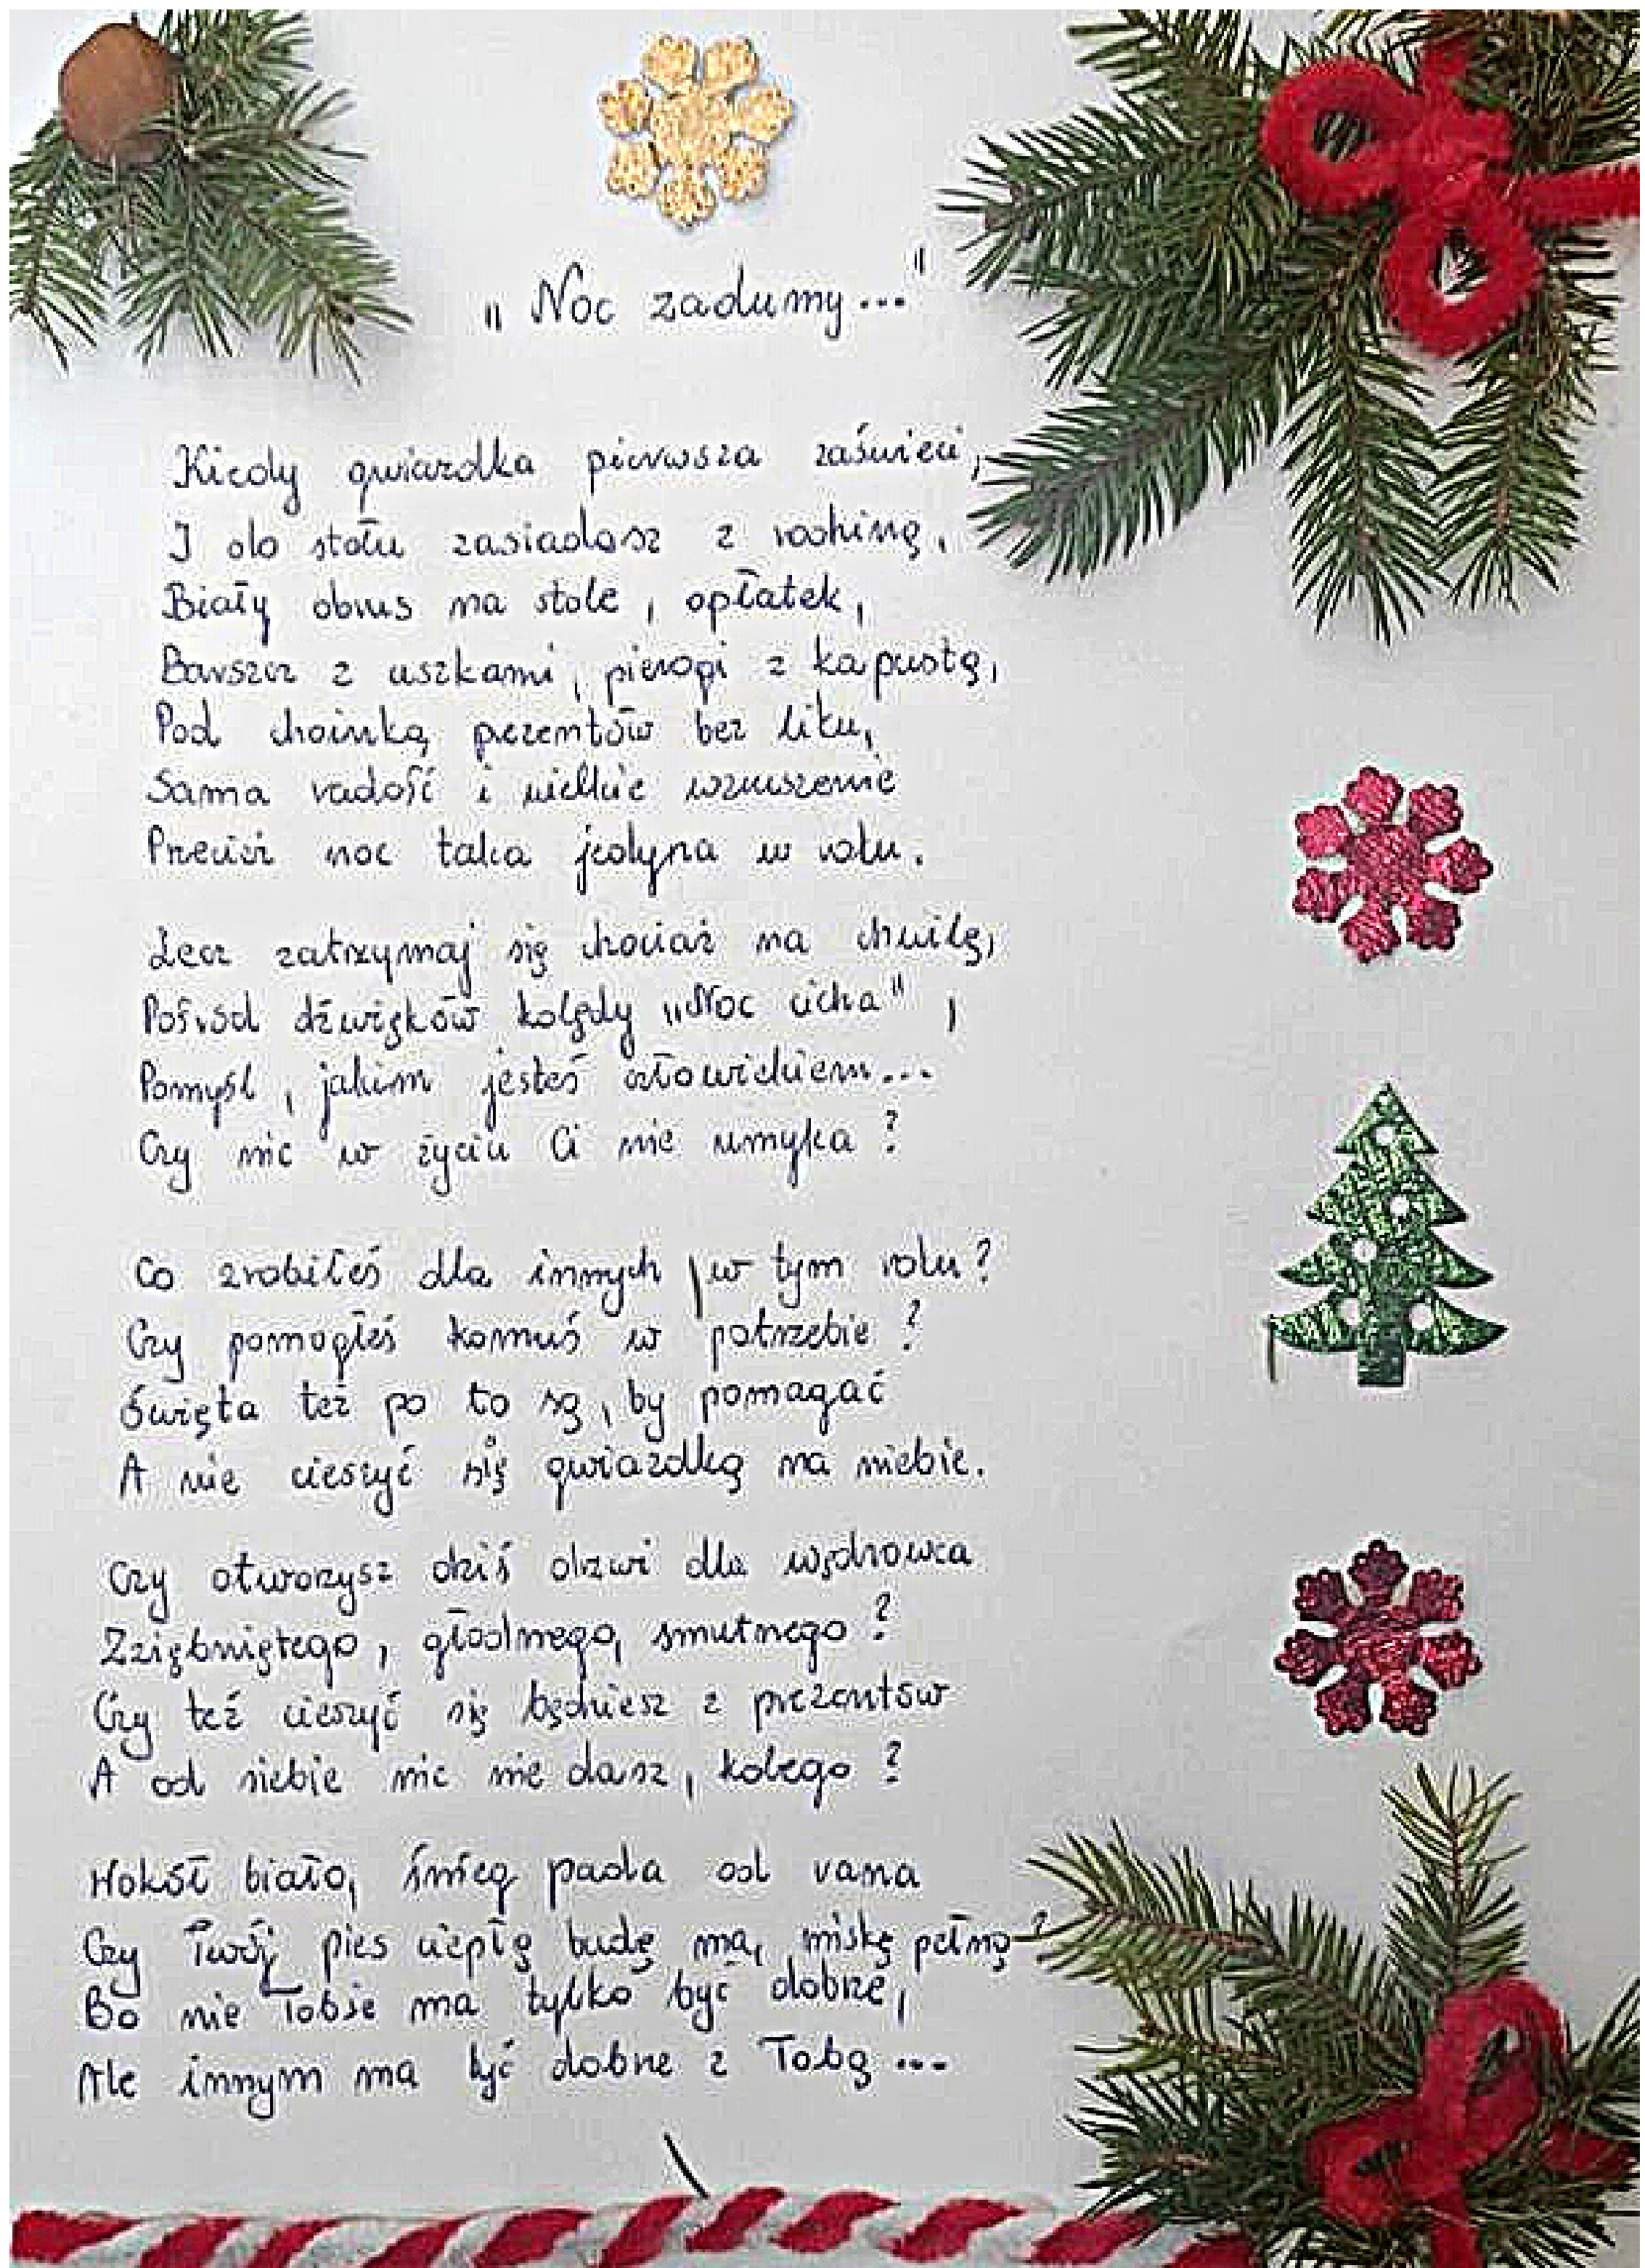 „Noc zadumy..."
Kiedy gwiazdka pierwsza zaświeci,
I do stołu zasiadasz z rodziną,
Biały obrus na stole, opłatek,
Barszcz z uszkami, pierogi z kapustą,
Pod choinką prezentów bez liku,
Sama radość i wielkie wzruszenie
Przecież noc taka jedyna w roku.
Lecz zatrzymaj się chociaż na chwilę,
Pośród dźwięków kolędy „Noc cicha",
Pomyśl, jakim jesteś człowiekiem...
Czy nic w życiu Ci nie umyka?
Co zrobiłeś dla innych w tym roku?
Czy pomogłeś komuś w potrzebie?
Święta też po to są, by pomagać
A nie cieszyć się gwiazdką na niebie.
Czy otworzysz dziś drzwi dla wędrowca
Zziębniętego, głodnego, smutnego?
Czy też cieszyć się będziesz z prezentów
A od siebie nic nie dasz, kolego?
Wokół biało, śnieg pada od rana
Czy Twój pies ciepłą budę ma, miskę pełną?
Bo nie Tobie ma tylko być dobrze,
Ale innym ma być dobrze z Tobą...